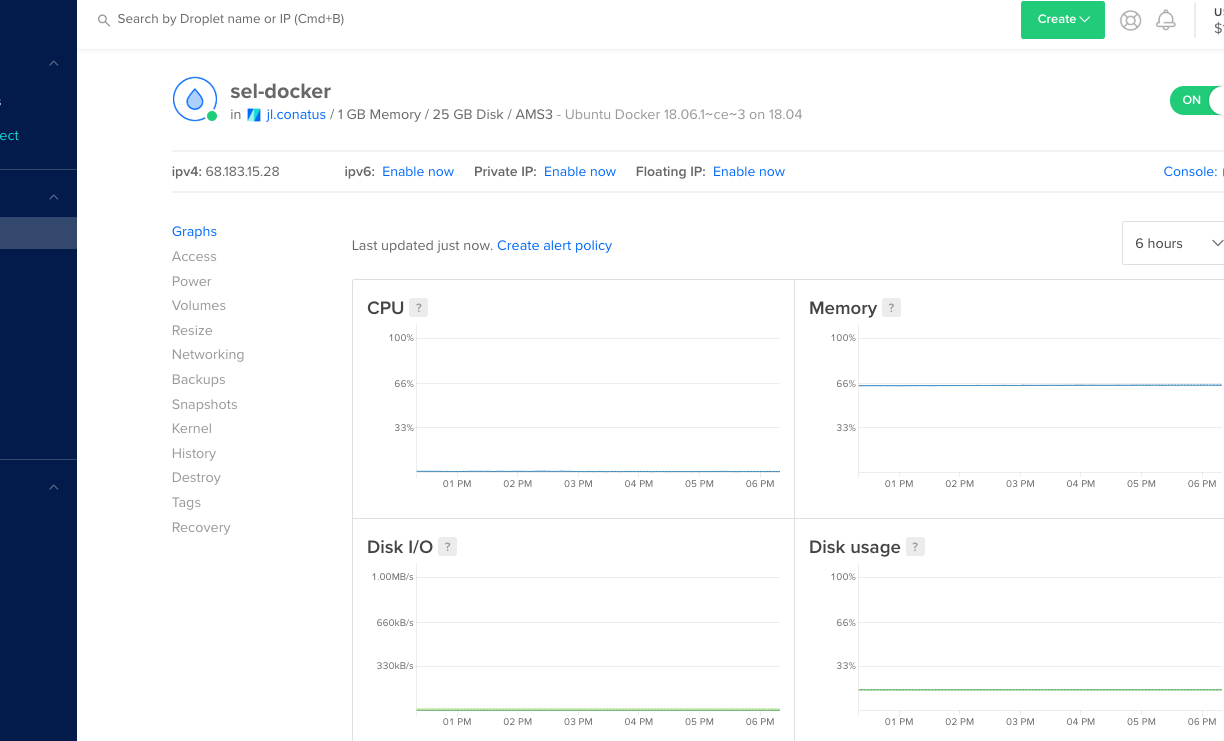 Search by Droplet name or IP (Cmd+B)
Create
sel-docker
in jl.conatus / 1 GB Memory / 25 GB Disk / AMS3 - Ubuntu Docker 18.06.1~ce~3 on 18.04
ON
ect
ipv4: 68.183.15.28 ipv6: Enable now Private IP: Enable now Floating IP: Enable now Console:
Graphs
Access
Power
Volumes
Resize
Networking
Backups
Snapshots
Kernel
History
Destroy
Tags
Recovery
Last updated just now. Create alert policy
6 hours
CPU ?
100%
66%
33%
01 PM 02 PM 03 PM 04 PM 05 PM 06 PM
Memory ?
100%
66%
33%
01 PM 02 PM 03 PM 04 PM 05 PM 06 PM
Disk I/O ?
1.00MB/s
660kB/s
330kB/s
01 PM 02 PM 03 PM 04 PM 05 PM 06 PM
Disk usage ?
100%
66%
33%
01 PM 02 PM 03 PM 04 PM 05 PM 06 PM